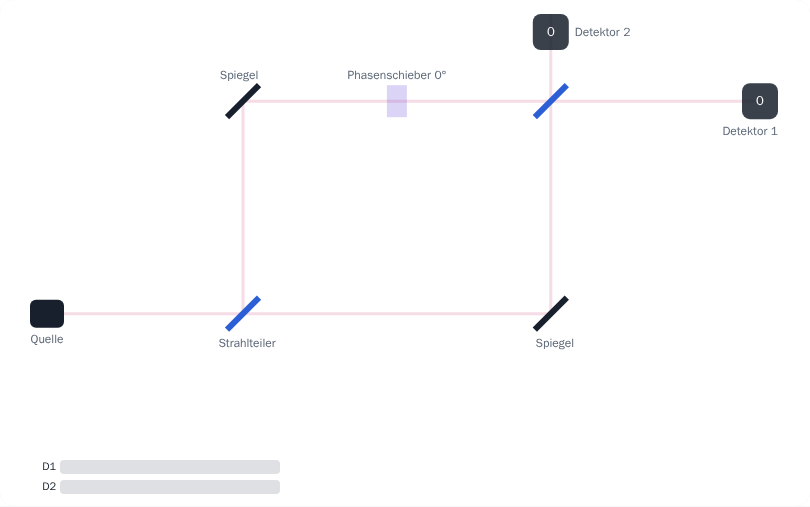 0
Detektor 2
Spiegel
Phasenschieber 0°
0
Detektor 1
Quelle
Strahlteiler
Spiegel
D1
D2